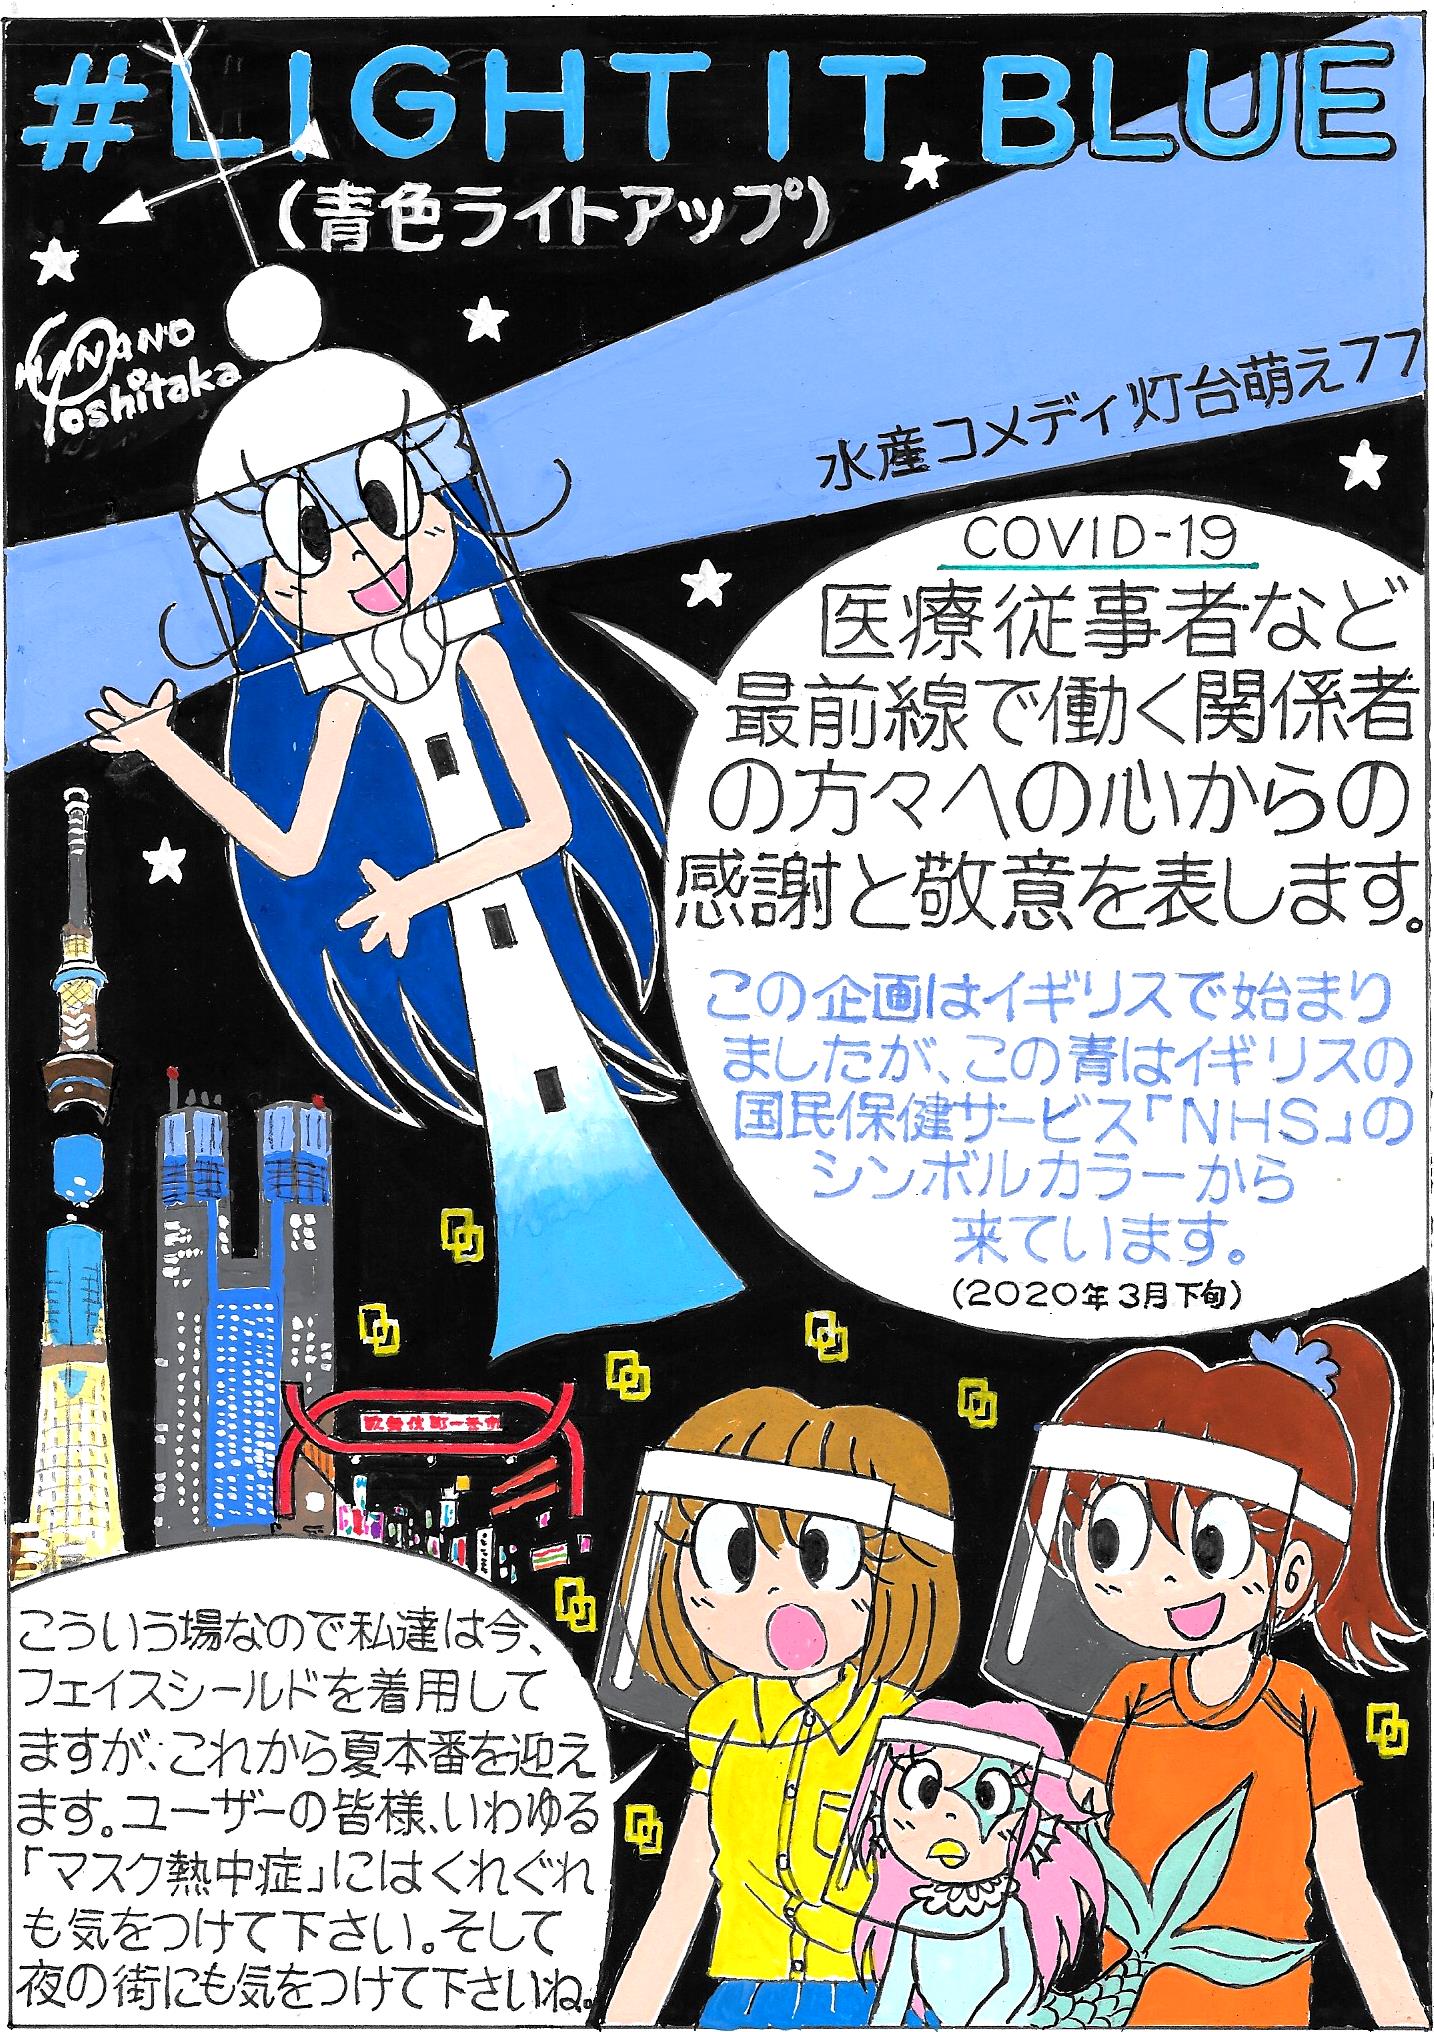 #LIGHT IT BLUE
(青色ライトアップ)
HANANO
Yoshitaka
水産コメディ灯台萌え77
COVID-19
医療従事者など
最前線で働く関係者
の方々への心からの
感謝と敬意を表します。
この企画はイギリスで始まり
ましたが、この青はイギリスの
国民保健サービス「NHS」の
シンボルカラーから
来ています。
(2020年3月下旬)
歌舞伎町一番街
こういう場なので私達は今、
フェイスシールドを着用して
ますが、これから夏本番を迎え
ます。ユーザーの皆様、いわゆる
「マスク熱中症」にはくれぐれ
も気をつけて下さい。そして
夜の街にも気をつけて下さいね。